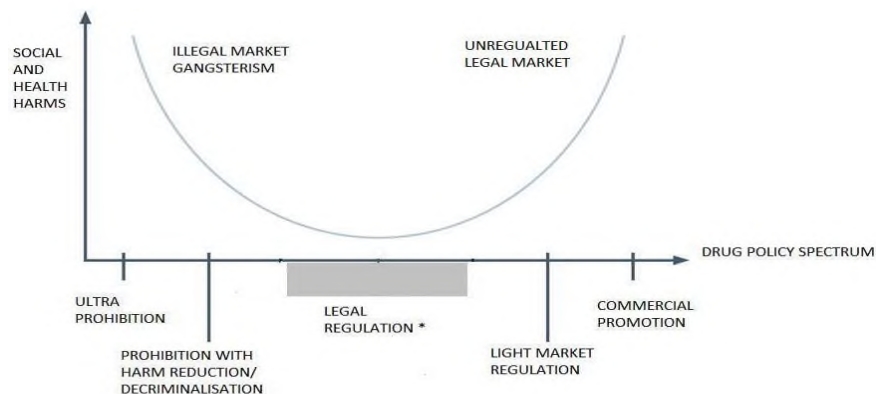 SOCIAL
AND
HEALTH
HARMS
ILLEGAL MARKET
GANGSTERISM
UNREGUALTED
LEGAL MARKET
DRUG POLICY SPECTRUM
ULTRA
PROHIBITION
PROHIBITION WITH
HARM REDUCTION/
DECRIMINALISATION
LEGAL
REGULATION *
LIGHT MARKET
REGULATION
COMMERCIAL
PROMOTION